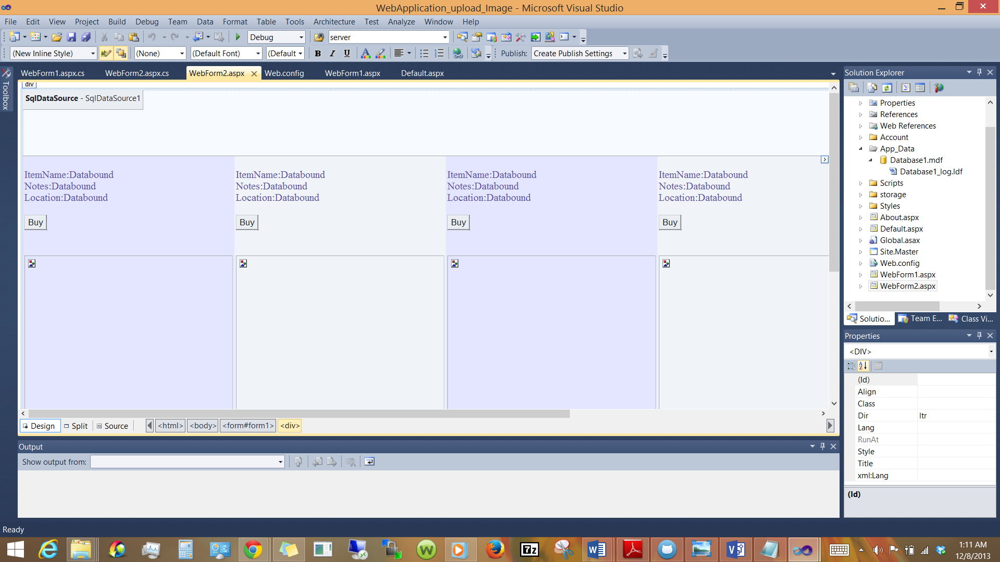 WebApplication_upload_Image - Microsoft Visual Studio
File Edit View Project Build Debug Team Data Format Table Tools Architecture Test Analyze Window Help
Debug server
(New Inline Style) (None) (Default Font) (Default B I U A Publish: Create Publish Settings
Toolbox
WebForm1.aspx.cs WebForm2.aspx.cs WebForm2.aspx Web.config WebForm1.aspx Default.aspx
div
SqlDataSource - SqlDataSource1
ItemName:Databound ItemName:Databound ItemName:Databound ItemName:Databound
Notes:Databound Notes:Databound Notes:Databound Notes:Databound
Location:Databound Location:Databound Location:Databound Location:Databound
Buy Buy Buy Buy
Design Split Source <html> <body> <form#form1> <div>
Output
Show output from:
Solution Explorer
Properties
References
Web References
Account
App_Data
Database1.mdf
Database1_log.ldf
Scripts
storage
Styles
About.aspx
Default.aspx
Global.asax
Site.Master
Web.config
WebForm1.aspx
WebForm2.aspx
Solutio... Team E... Class Vi...
Properties
<DIV>
(Id)
Align
Class
Dir ltr
Lang
RunAt
Style
Title
xml:Lang
(Id)
Ready
7z
1:11 AM
12/8/2013